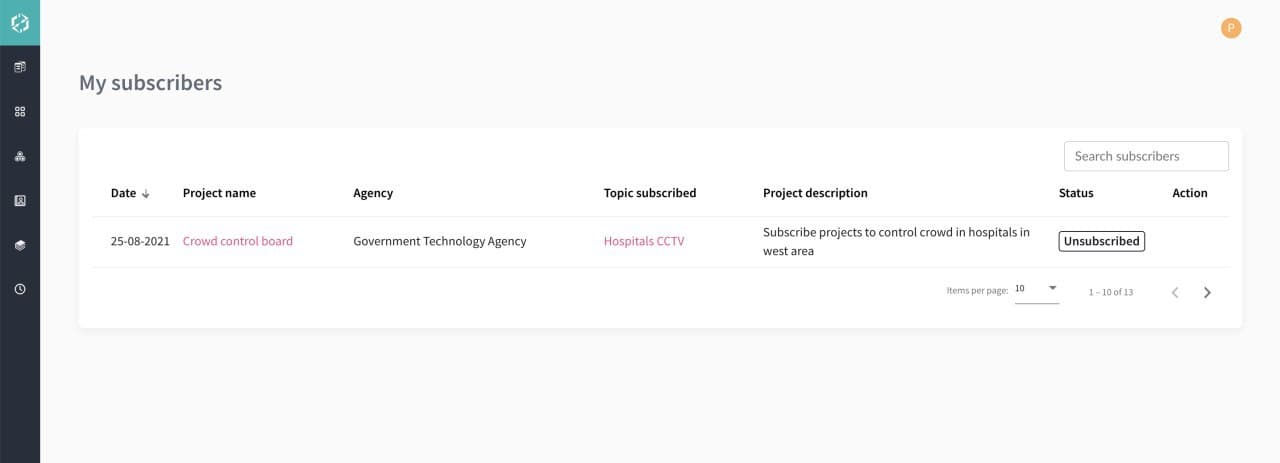 P
My subscribers
Search subscribers
Date Project name Agency Topic subscribed Project description Status Action
25-08-2021 Crowd control board Government Technology Agency Hospitals CCTV Subscribe projects to control crowd in hospitals in Unsubscribed
west area
Items per page: 10 1 – 10 of 13